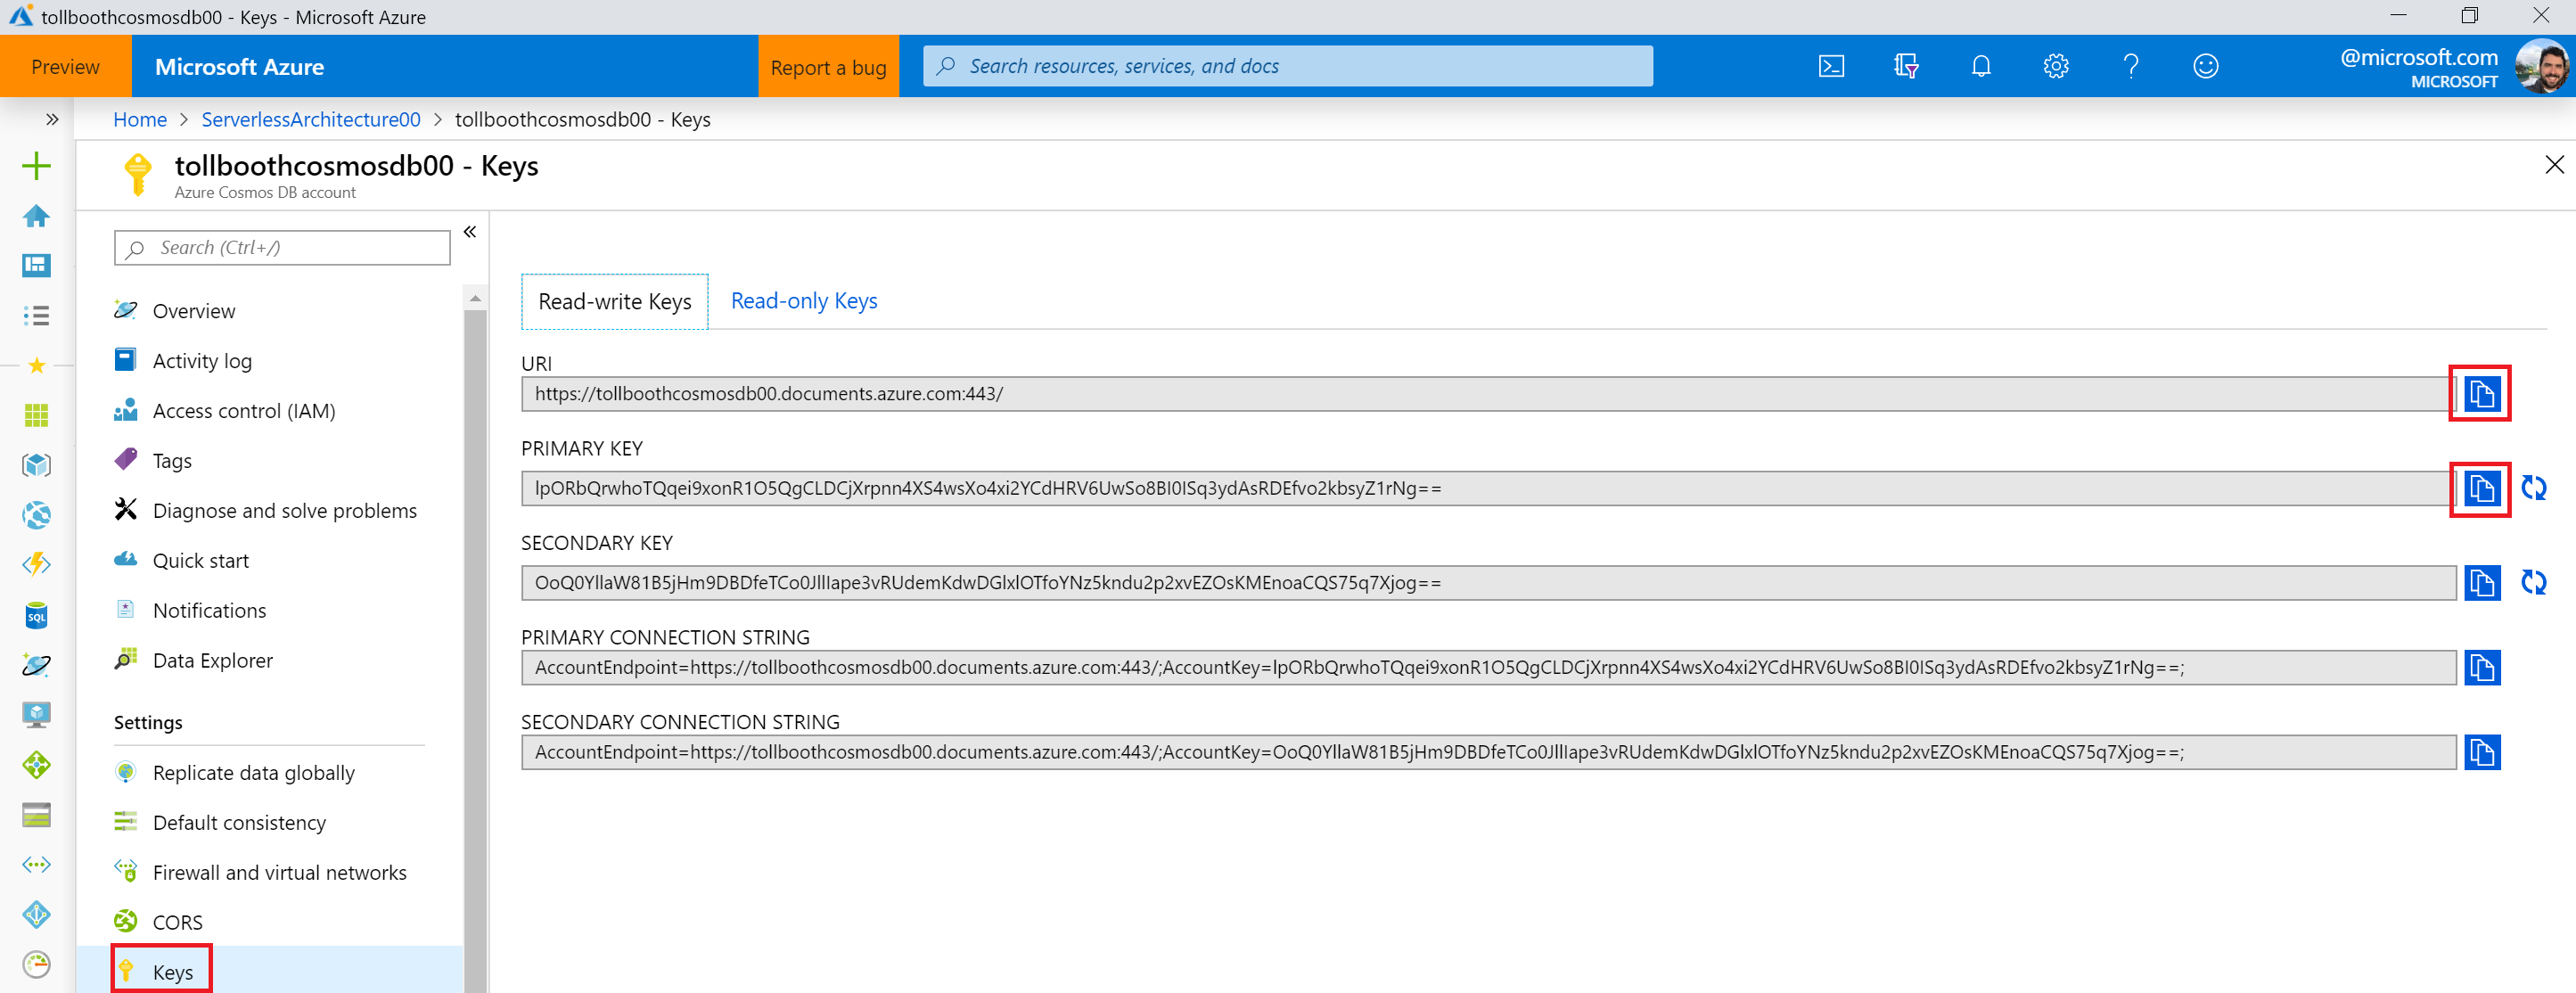 tollboothcosmosdb00 - Keys - Microsoft Azure
Preview
Microsoft Azure
Report a bug
Search resources, services, and docs
@microsoft.com
MICROSOFT
Home > ServerlessArchitecture00 > tollboothcosmosdb00 - Keys
tollboothcosmosdb00 - Keys
Azure Cosmos DB account
Search (Ctrl+/)
Overview
Activity log
Access control (IAM)
Tags
Diagnose and solve problems
Quick start
Notifications
Data Explorer
Settings
Replicate data globally
Default consistency
Firewall and virtual networks
CORS
Keys
SQL
Read-write Keys
Read-only Keys
URI
https://tollboothcosmosdb00.documents.azure.com:443/
PRIMARY KEY
lpORbQrwhoTQqei9xonR1O5QgCLDCjXrpnn4XS4wsXo4xi2YCdHRV6UwSo8BI0ISq3ydAsRDEfvo2kbsyZ1rNg==
SECONDARY KEY
OoQ0YllaW81B5jHm9DBDfeTCo0JllIape3vRUdemKdwDGlxlOTfoYNz5kndu2p2xvEZOsKMEnoaCQS75q7Xjog==
PRIMARY CONNECTION STRING
AccountEndpoint=https://tollboothcosmosdb00.documents.azure.com:443/;AccountKey=lpORbQrwhoTQqei9xonR1O5QgCLDCjXrpnn4XS4wsXo4xi2YCdHRV6UwSo8BI0ISq3ydAsRDEfvo2kbsyZ1rNg==;
SECONDARY CONNECTION STRING
AccountEndpoint=https://tollboothcosmosdb00.documents.azure.com:443/;AccountKey=OoQ0YllaW81B5jHm9DBDfeTCo0JllIape3vRUdemKdwDGlxlOTfoYNz5kndu2p2xvEZOsKMEnoaCQS75q7Xjog==;